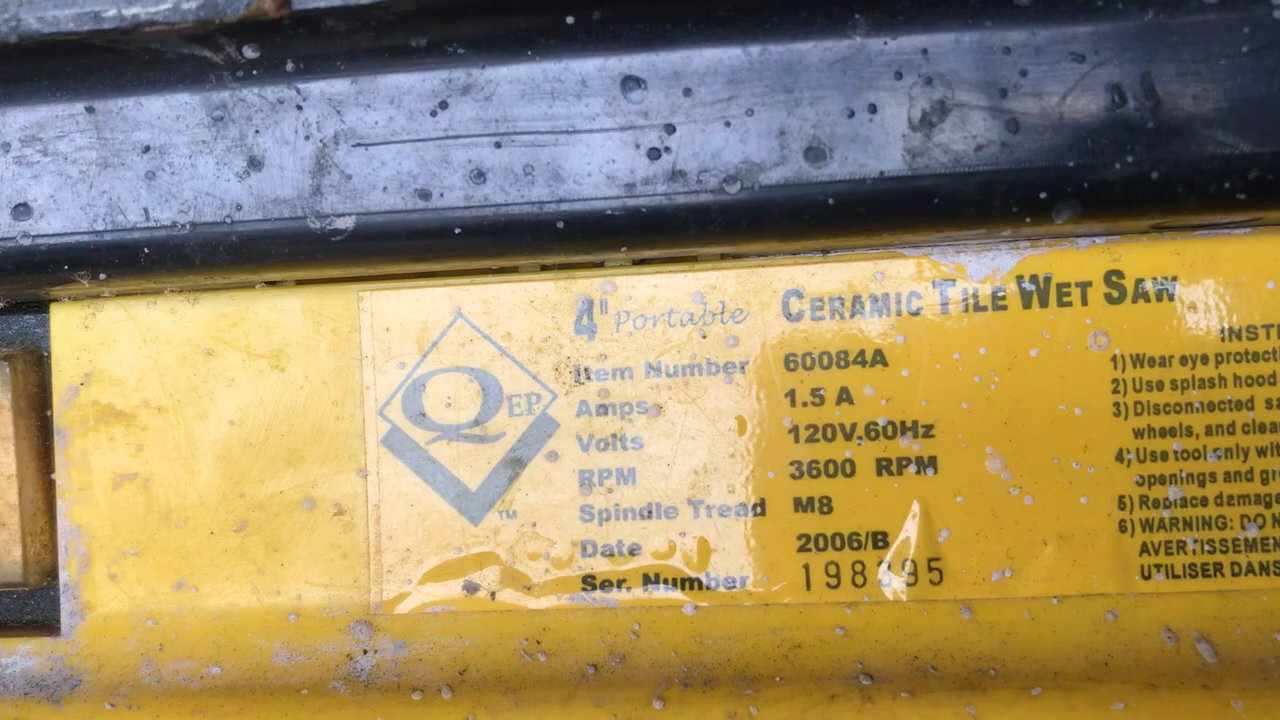 QEP
TM
4" Portable CERAMIC TILE WET SAW
Item Number 60084A
Amps 1.5 A
Volts 120V,60Hz
RPM 3600 RPM
Spindle Tread M8
Date 2006/B
Ser. Number
1) Wear eye
2) Use splash hood
3) Disconnected
wheels, and
4) Use tool only
openings and
5) Replace
6) WARNING: DO
UTILISER DANS